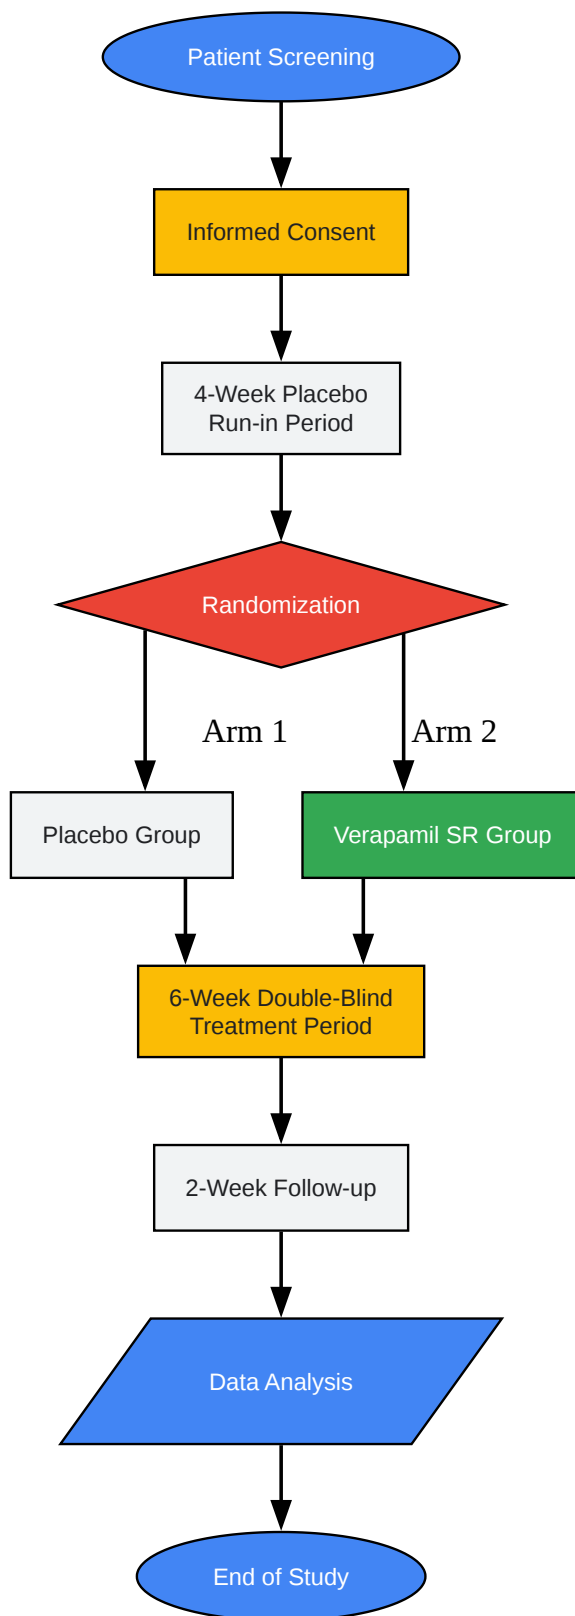 Patient Screening
Informed Consent
4-Week Placebo
Run-in Period
Randomization
Arm 1
Arm 2
Placebo Group
Verapamil SR Group
6-Week Double-Blind
Treatment Period
2-Week Follow-up
Data Analysis
End of Study